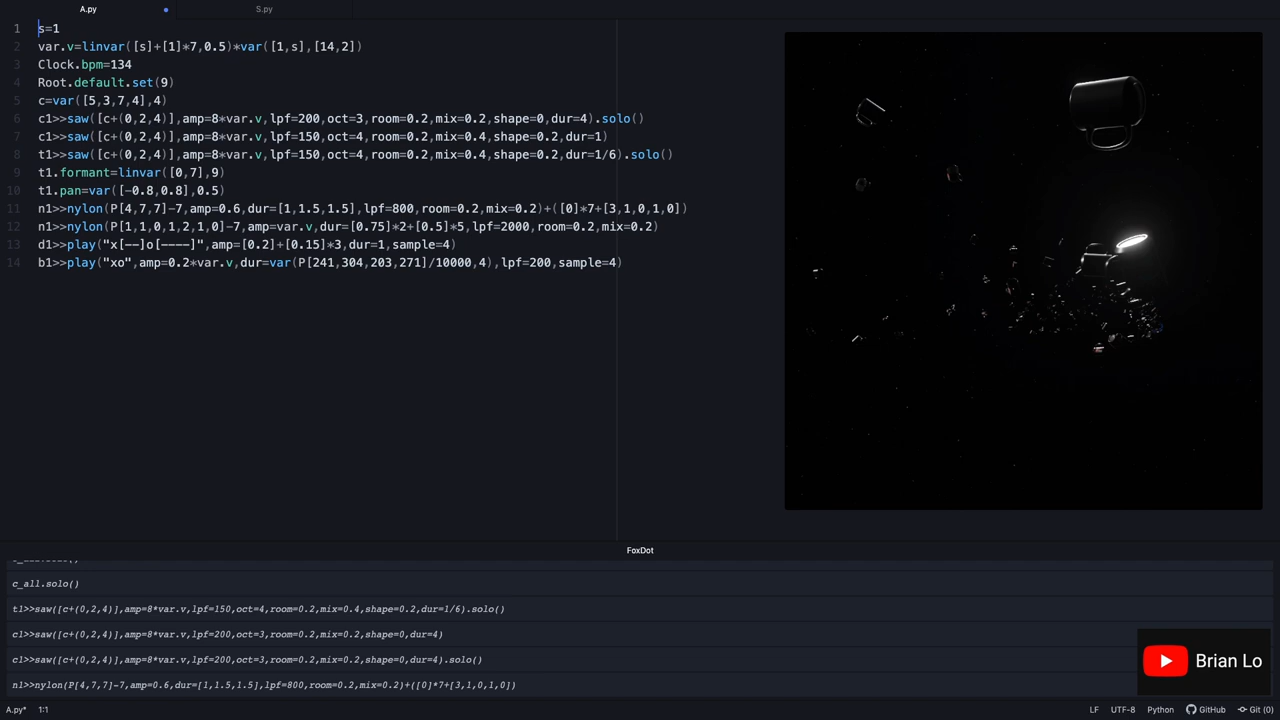 A.py
S.py
1 s=1
2 var.v=linvar([s]+[1]*7,0.5)*var([1,s],[14,2])
3 Clock.bpm=134
4 Root.default.set(9)
5 c=var([5,3,7,4],4)
6 c1>>saw([c+(0,2,4)],amp=8*var.v,lpf=200,oct=3,room=0.2,mix=0.2,shape=0,dur=4).solo()
7 c1>>saw([c+(0,2,4)],amp=8*var.v,lpf=150,oct=4,room=0.2,mix=0.4,shape=0.2,dur=1)
8 t1>>saw([c+(0,2,4)],amp=8*var.v,lpf=150,oct=4,room=0.2,mix=0.4,shape=0.2,dur=1/6).solo()
9 t1.formant=linvar([0,7],9)
10 t1.pan=var([-0.8,0.8],0.5)
11 n1>>nylon(P[4,7,7]-7,amp=0.6,dur=[1,1.5,1.5],lpf=800,room=0.2,mix=0.2)+([0]*7+[3,1,0,1,0])
12 n1>>nylon(P[1,1,0,1,2,1,0]-7,amp=var.v,dur=[0.75]*2+[0.5]*5,lpf=2000,room=0.2,mix=0.2)
13 d1>>play("x[--]o[----]",amp=[0.2]+[0.15]*3,dur=1,sample=4)
14 b1>>play("xo",amp=0.2*var.v,dur=var(P[241,304,203,271]/10000,4),lpf=200,sample=4)
FoxDot
c_all.solo()
t1>>saw([c+(0,2,4)],amp=8*var.v,lpf=150,oct=4,room=0.2,mix=0.4,shape=0.2,dur=1/6).solo()
c1>>saw([c+(0,2,4)],amp=8*var.v,lpf=200,oct=3,room=0.2,mix=0.2,shape=0,dur=4)
c1>>saw([c+(0,2,4)],amp=8*var.v,lpf=200,oct=3,room=0.2,mix=0.2,shape=0,dur=4).solo()
n1>>nylon(P[4,7,7]-7,amp=0.6,dur=[1,1.5,1.5],lpf=800,room=0.2,mix=0.2)+([0]*7+[3,1,0,1,0])
Brian Lo
A.py* 1:1 LF UTF-8 Python GitHub Git (0)